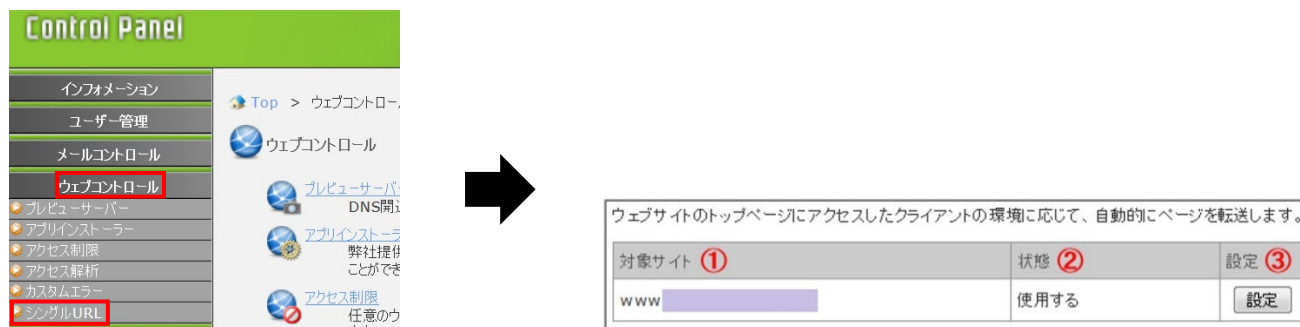 Control Panel
インフォメーション
ユーザー管理
メールコントロール
ウェブコントロール
プレビューサーバー
アプリインストーラー
アクセス制限
アクセス解析
カスタムエラー
シングルURL
Top > ウェブコントロー
ウェブコントロール
プレビューサーバ
DNS開
アプリインストーラ
弊社提供
ことができ
アクセス制限
任意のウ
ウェブサイトのトップページにアクセスしたクライアントの環境に応じて、自動的にページを転送します。
対象サイト ① 状態 ② 設定 ③
www 使用する 設定